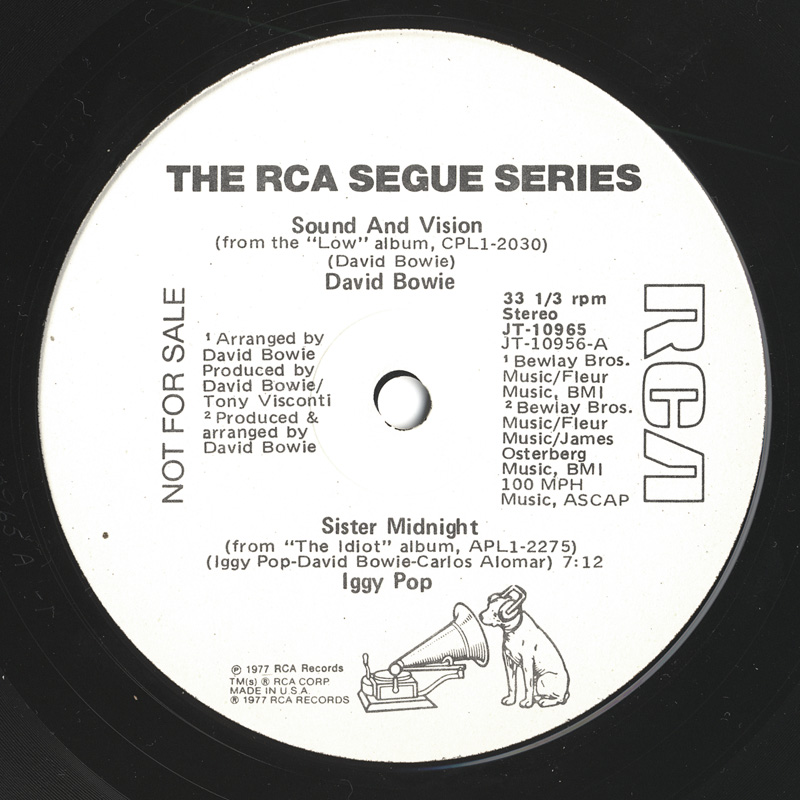 THE RCA SEGUE SERIES
Sound And Vision
(from the "Low" album, CPL1-2030)
(David Bowie)
David Bowie
NOT FOR SALE
¹ Arranged by
David Bowie
Produced by
David Bowie/
Tony Visconti
² Produced &
arranged by
David Bowie
33 1/3 rpm
Stereo
JT-10965
JT-10956-A
¹ Bewlay Bros.
Music/Fleur
Music, BMI
² Bewlay Bros.
Music/Fleur
Music/James
Osterberg
Music, BMI
100 MPH
Music, ASCAP
RCA
Sister Midnight
(from "The Idiot" album, APL1-2275)
(Iggy Pop-David Bowie-Carlos Alomar) 7:12
Iggy Pop
℗ 1977 RCA Records
TM(s) ® RCA CORP
MADE IN U.S.A.
® 1977 RCA RECORDS